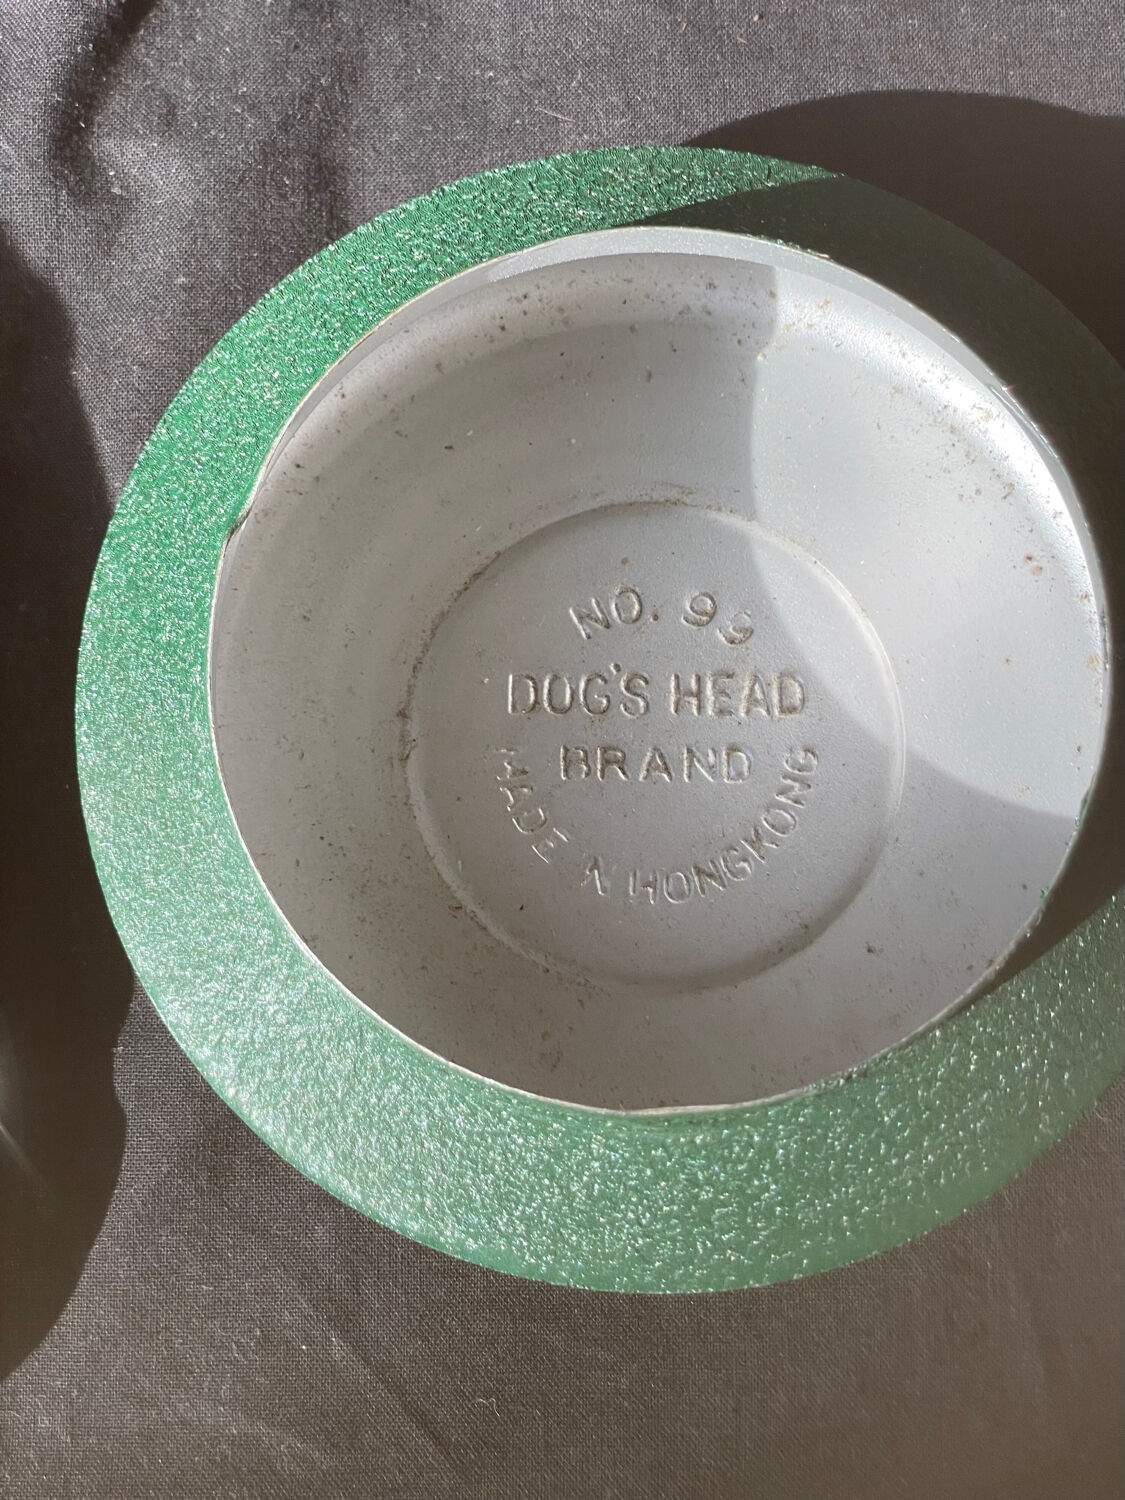 NO. 99
DOG'S HEAD
BRAND
MADE IN HONGKONG